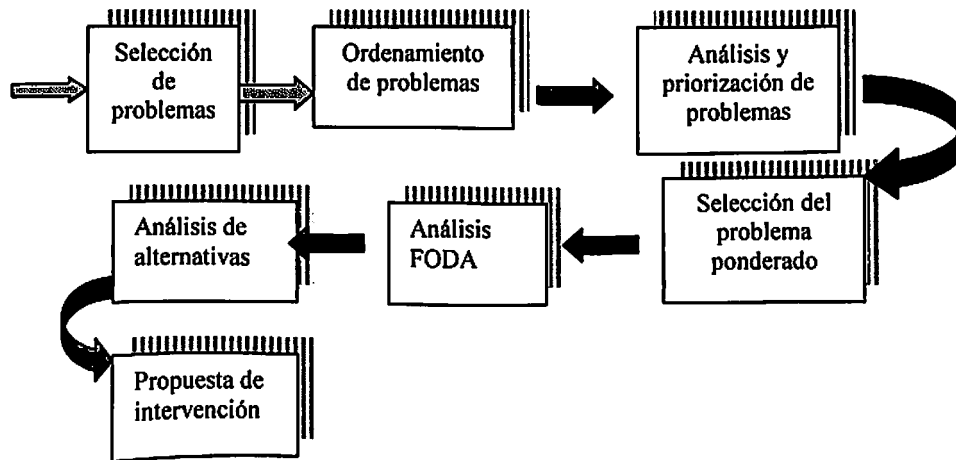 Selección
de
problemas
Ordenamiento
de problemas
Análisis y
priorización de
problemas
Selección del
problema
ponderado
Análisis
FODA
Análisis de
alternativas
Propuesta de
intervención